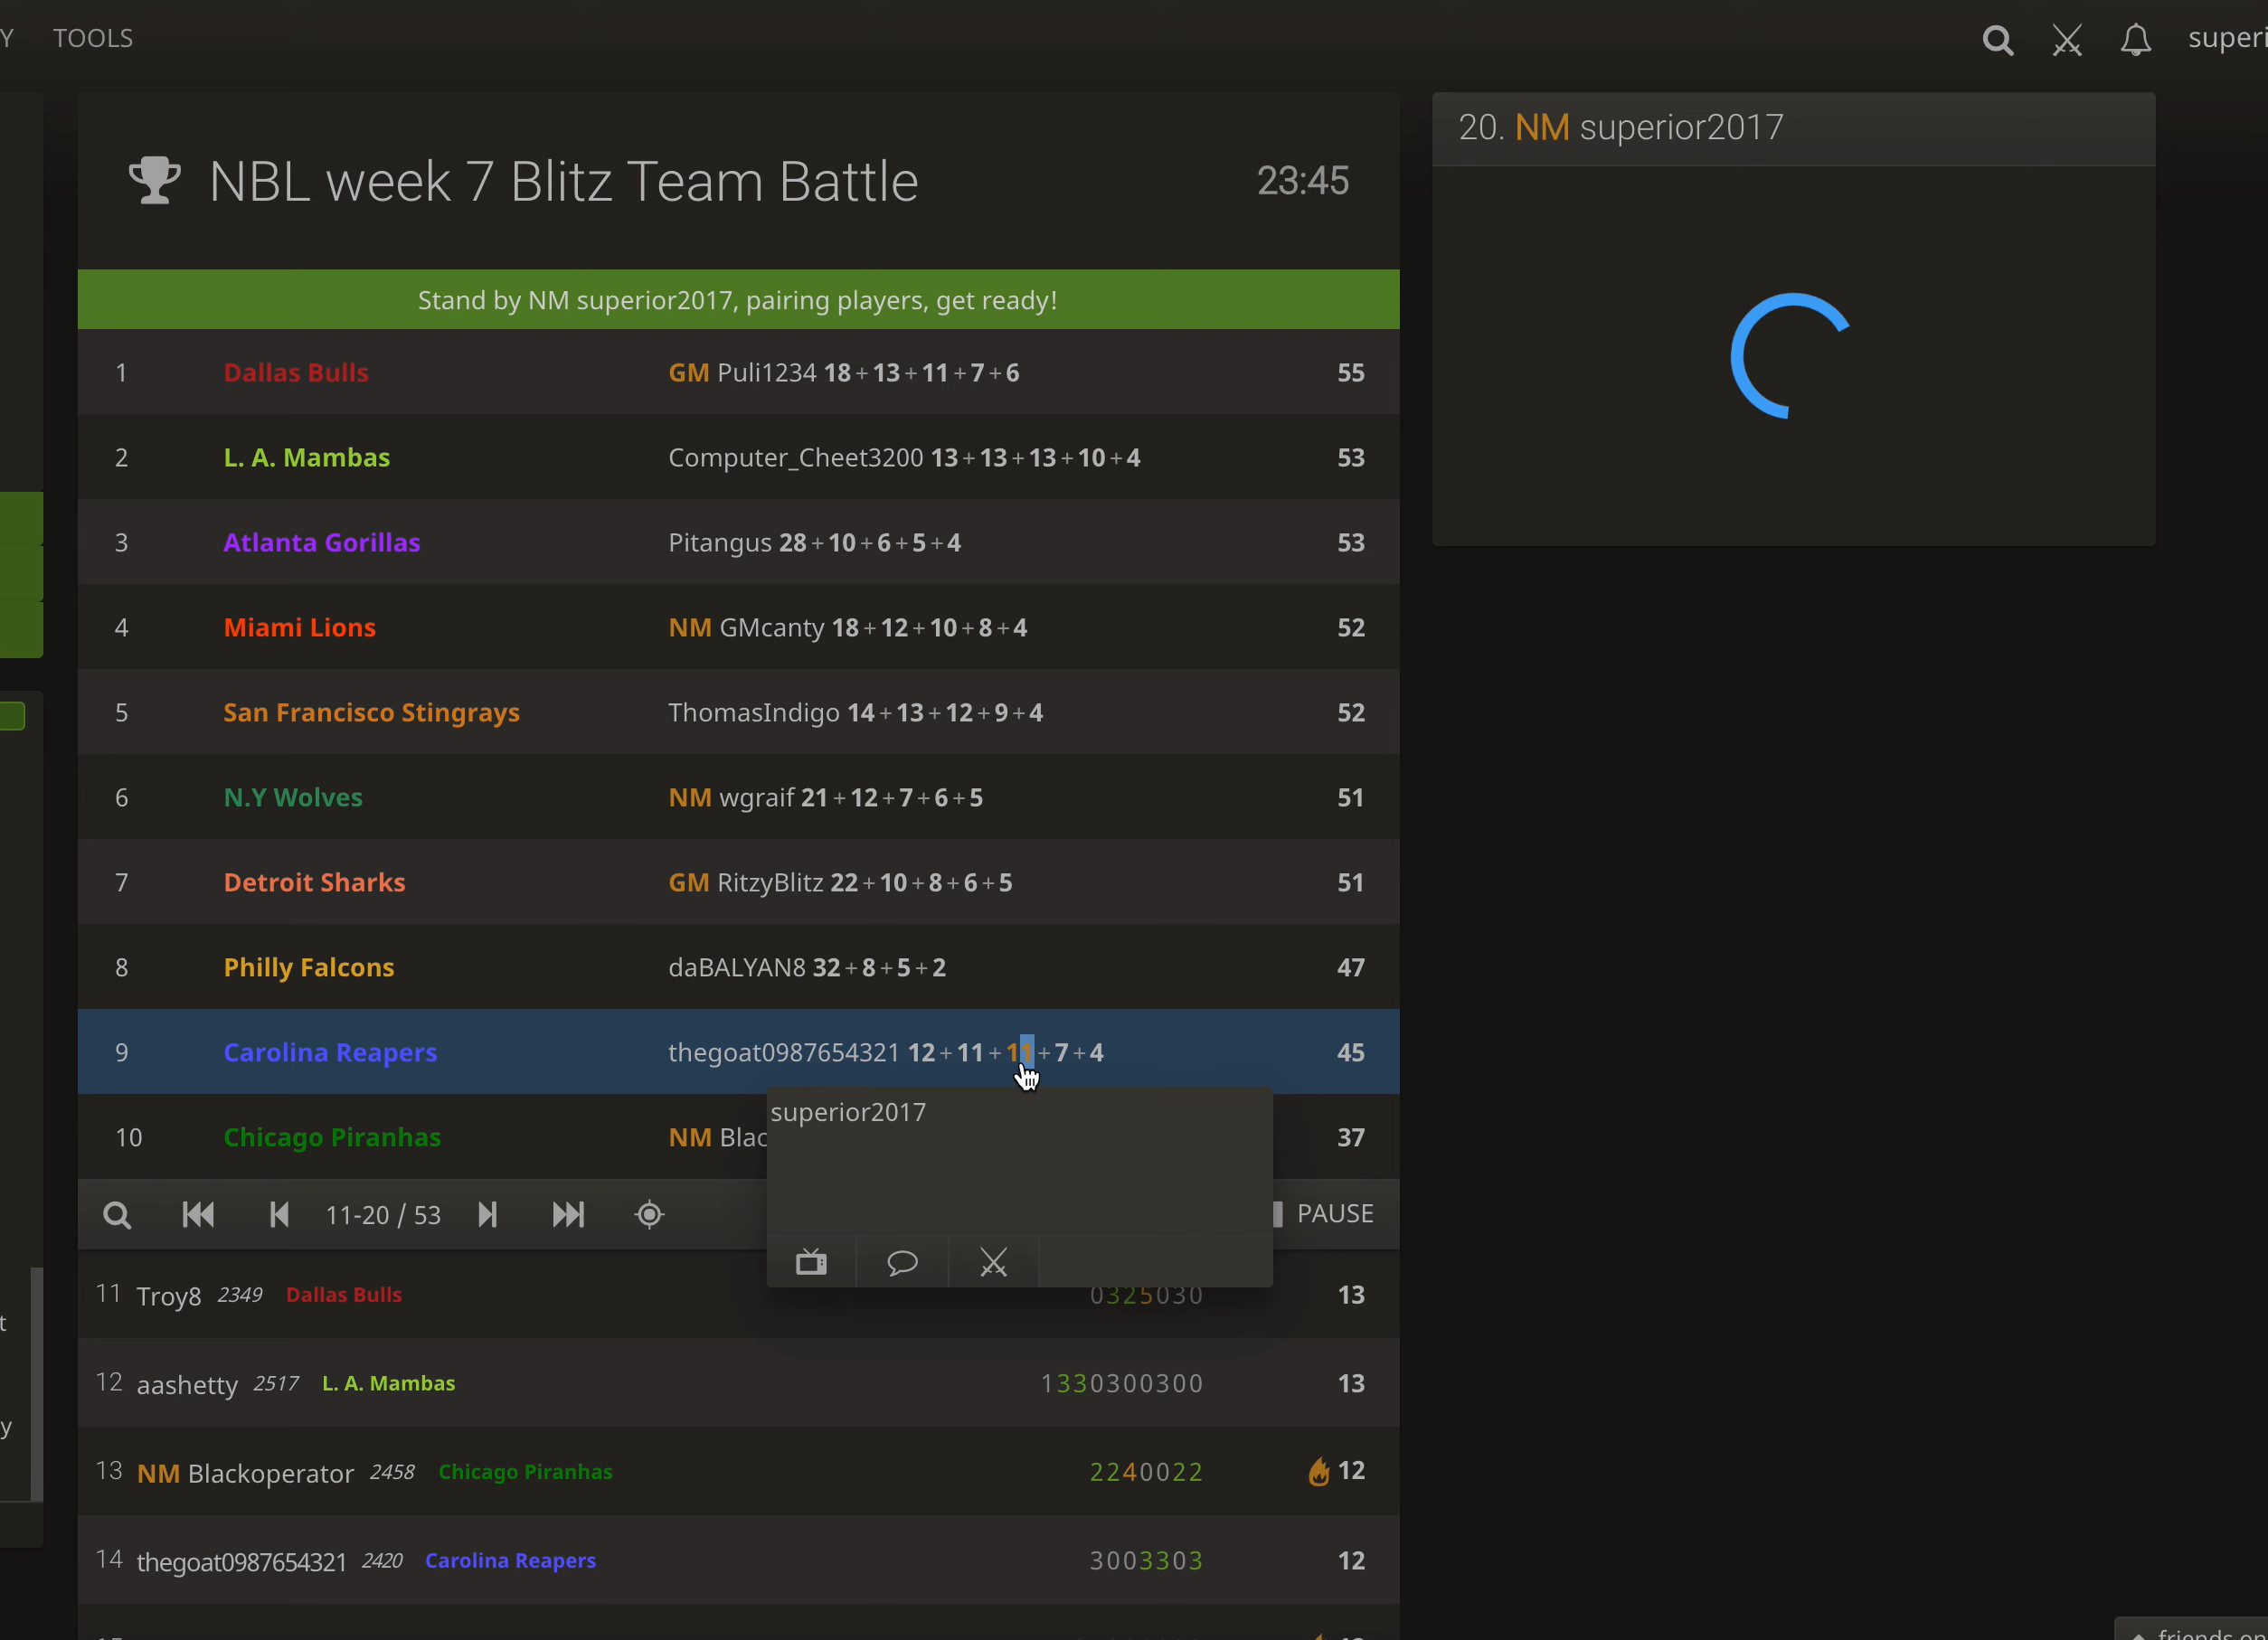 Y TOOLS superi
NBL week 7 Blitz Team Battle 23:45
20. NM superior2017
Stand by NM superior2017, pairing players, get ready!
1 Dallas Bulls GM Puli1234 18+13+11+7+6 55
2 L. A. Mambas Computer_Cheet3200 13+13+13+10+4 53
3 Atlanta Gorillas Pitangus 28+10+6+5+4 53
4 Miami Lions NM GMcanty 18+12+10+8+4 52
5 San Francisco Stingrays ThomasIndigo 14+13+12+9+4 52
6 N.Y Wolves NM wgraif 21+12+7+6+5 51
7 Detroit Sharks GM RitzyBlitz 22+10+8+6+5 51
8 Philly Falcons daBALYAN8 32+8+5+2 47
9 Carolina Reapers thegoat0987654321 12+11+11+7+4 45
superior2017
10 Chicago Piranhas NM Blac 37
11-20 / 53 PAUSE
11 Troy8 2349 Dallas Bulls 0325030 13
12 aashetty 2517 L. A. Mambas 1330300300 13
13 NM Blackoperator 2458 Chicago Piranhas 2240022 12
14 thegoat0987654321 2420 Carolina Reapers 3003303 12
friends on